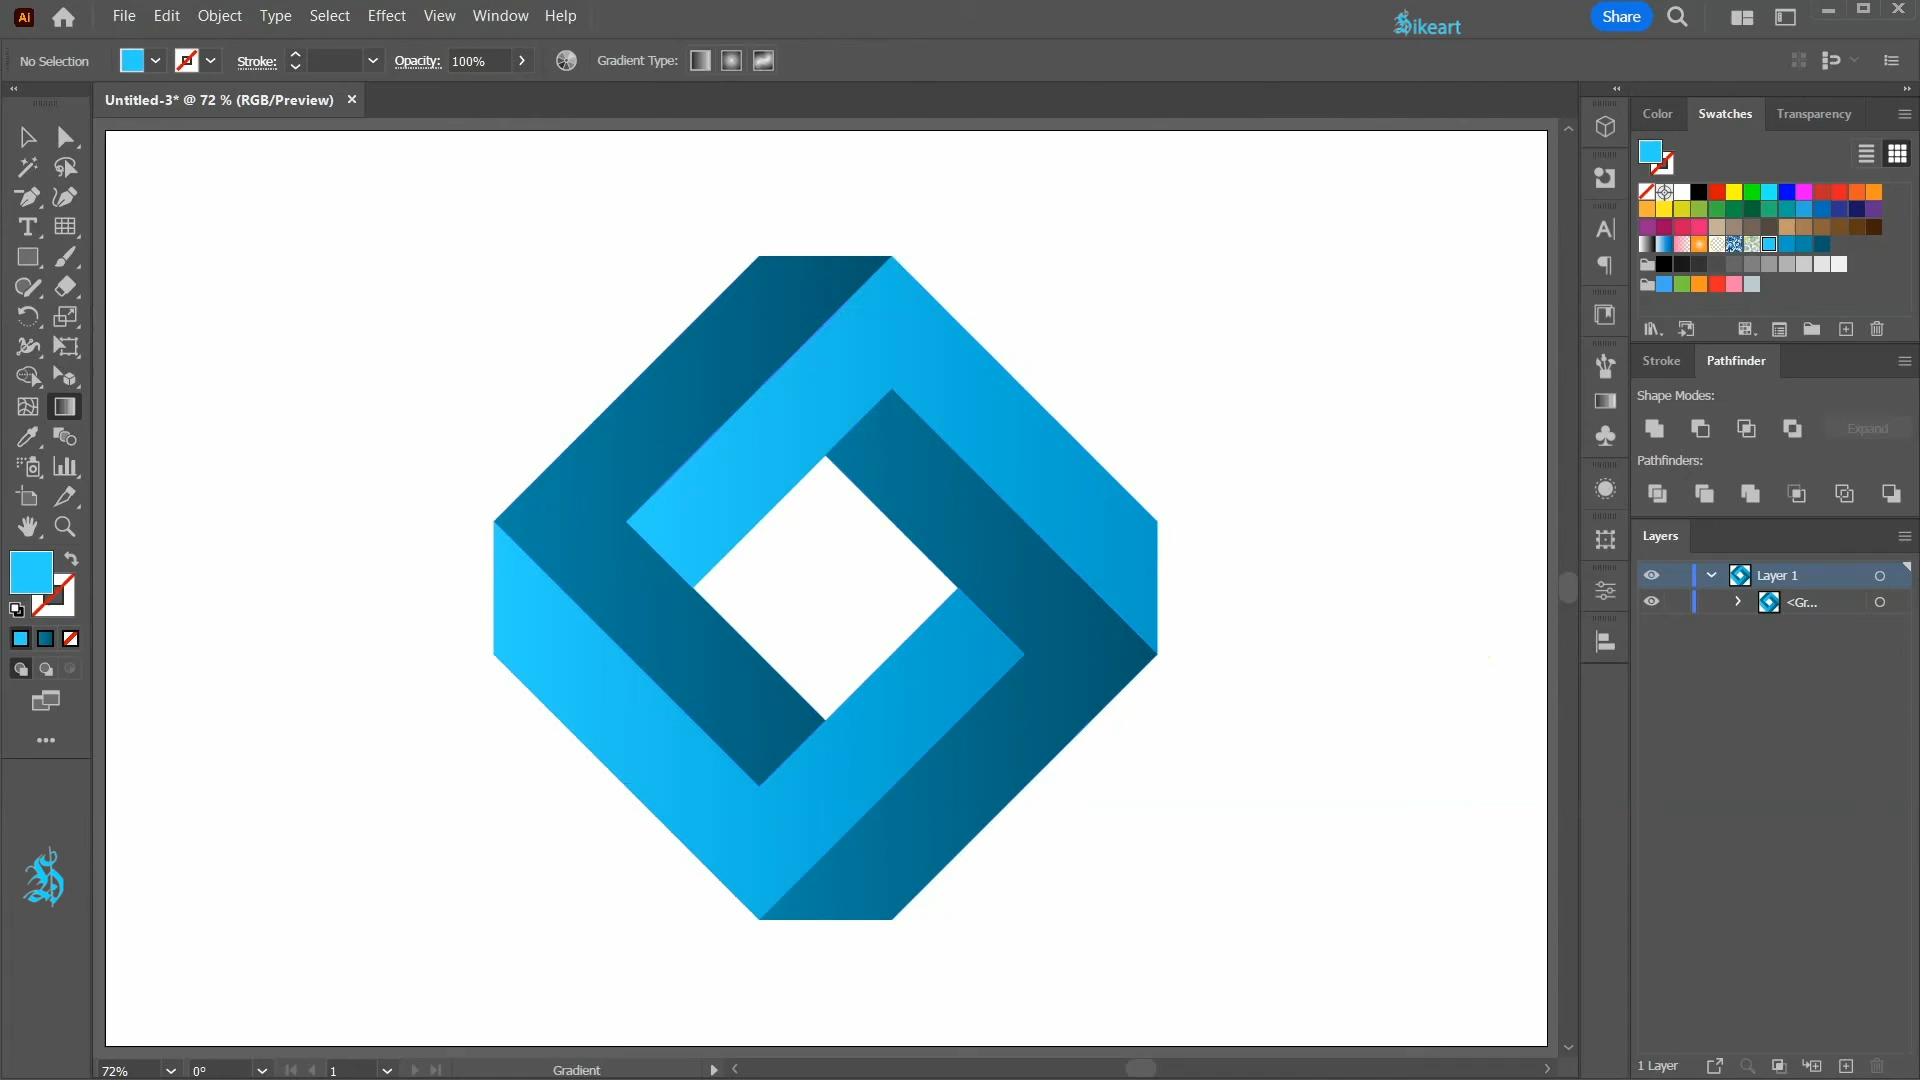 Ai
File Edit Object Type Select Effect View Window Help
Sikeart
Share
No Selection
Stroke:
Opacity: 100%
Gradient Type:
Untitled-3* @ 72 % (RGB/Preview)
Color Swatches Transparency
Stroke Pathfinder
Shape Modes:
Expand
Pathfinders:
Layers
Layer 1
<Gr...
1 Layer
72%
0°
1
Gradient